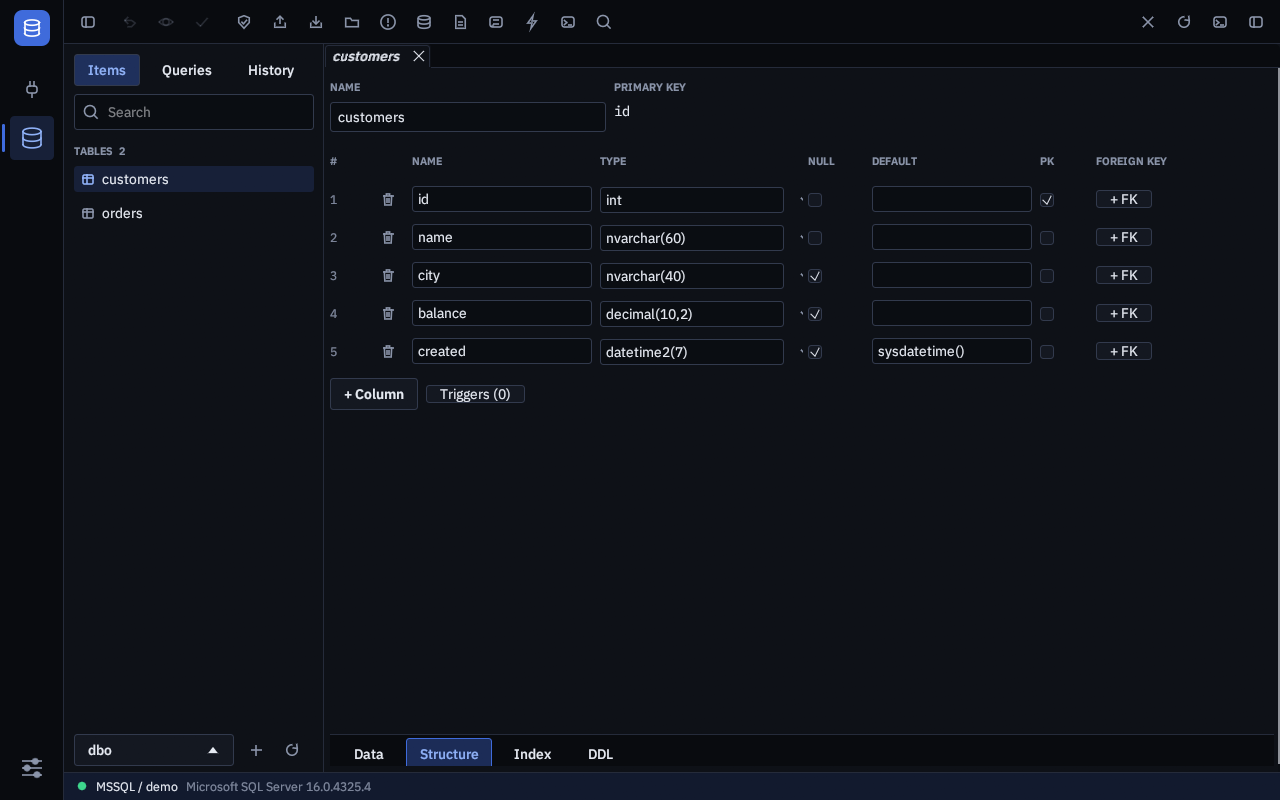 Items Queries History
customers
Search
TABLES 2
customers
orders
NAME PRIMARY KEY
customers id
# NAME TYPE NULL DEFAULT PK FOREIGN KEY
1 id int + FK
2 name nvarchar(60) + FK
3 city nvarchar(40) + FK
4 balance decimal(10,2) + FK
5 created datetime2(7) sysdatetime() + FK
+ Column Triggers (0)
dbo
Data Structure Index DDL
MSSQL / demo Microsoft SQL Server 16.0.4325.4